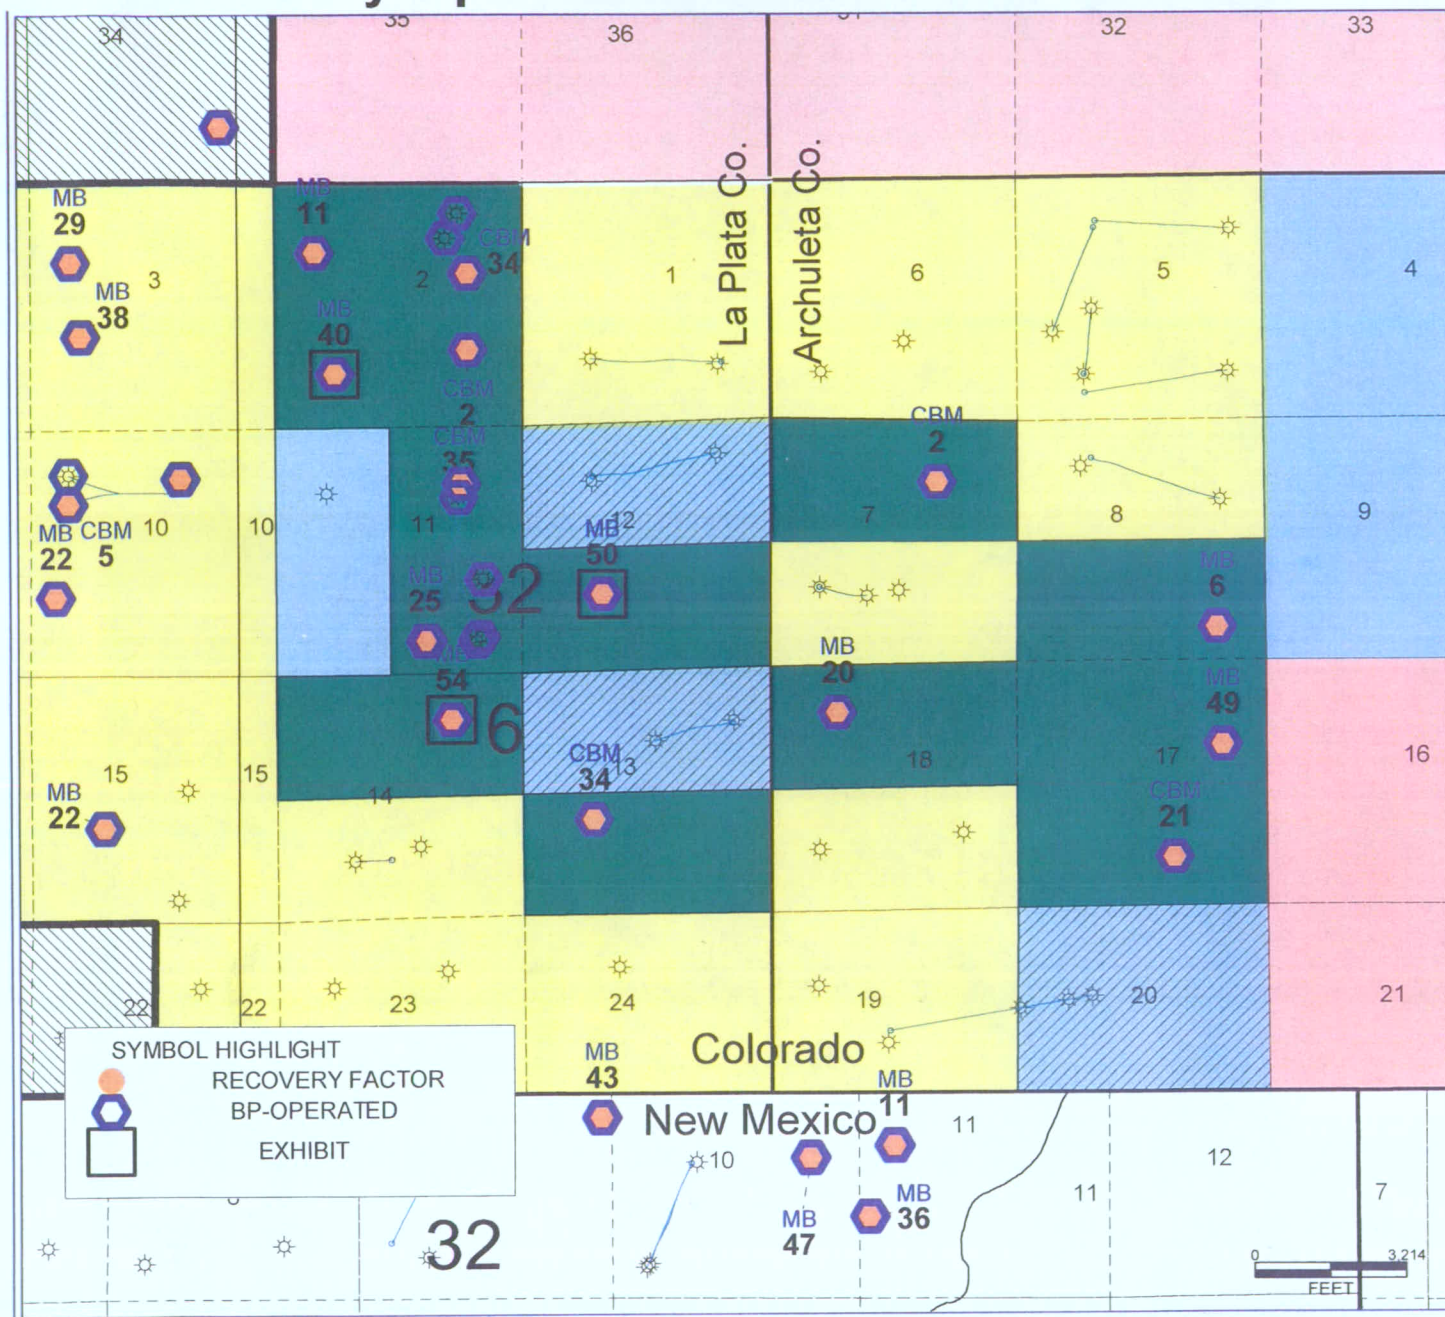 34
36
32
33
La Plata Co.
Archuleta Co.
MB
29
MB
11
CBM
34
3
2
1
6
5
4
MB
38
MB
40
CBM
2
CBM
35
CBM
2
MB
22
CBM
5
10
10
11
12
7
8
9
MB
50
MB
25
32
MB
6
MB
54
6
MB
20
MB
49
15
15
CBM
34
13
18
17
16
MB
22
14
CBM
21
22
22
23
24
19
20
21
SYMBOL HIGHLIGHT
RECOVERY FACTOR
BP-OPERATED
EXHIBIT
Colorado
MB
43
New Mexico
MB
11
11
10
12
11
7
MB
47
MB
36
32
0
3,214
FEET